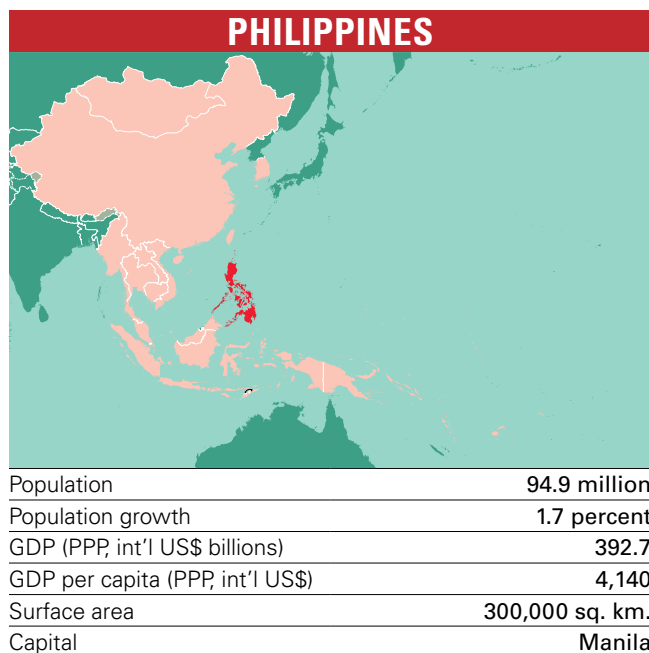 PHILIPPINES
Population 94.9 million
Population growth 1.7 percent
GDP (PPP, int'l US$ billions) 392.7
GDP per capita (PPP, int'l US$) 4,140
Surface area 300,000 sq. km.
Capital Manila